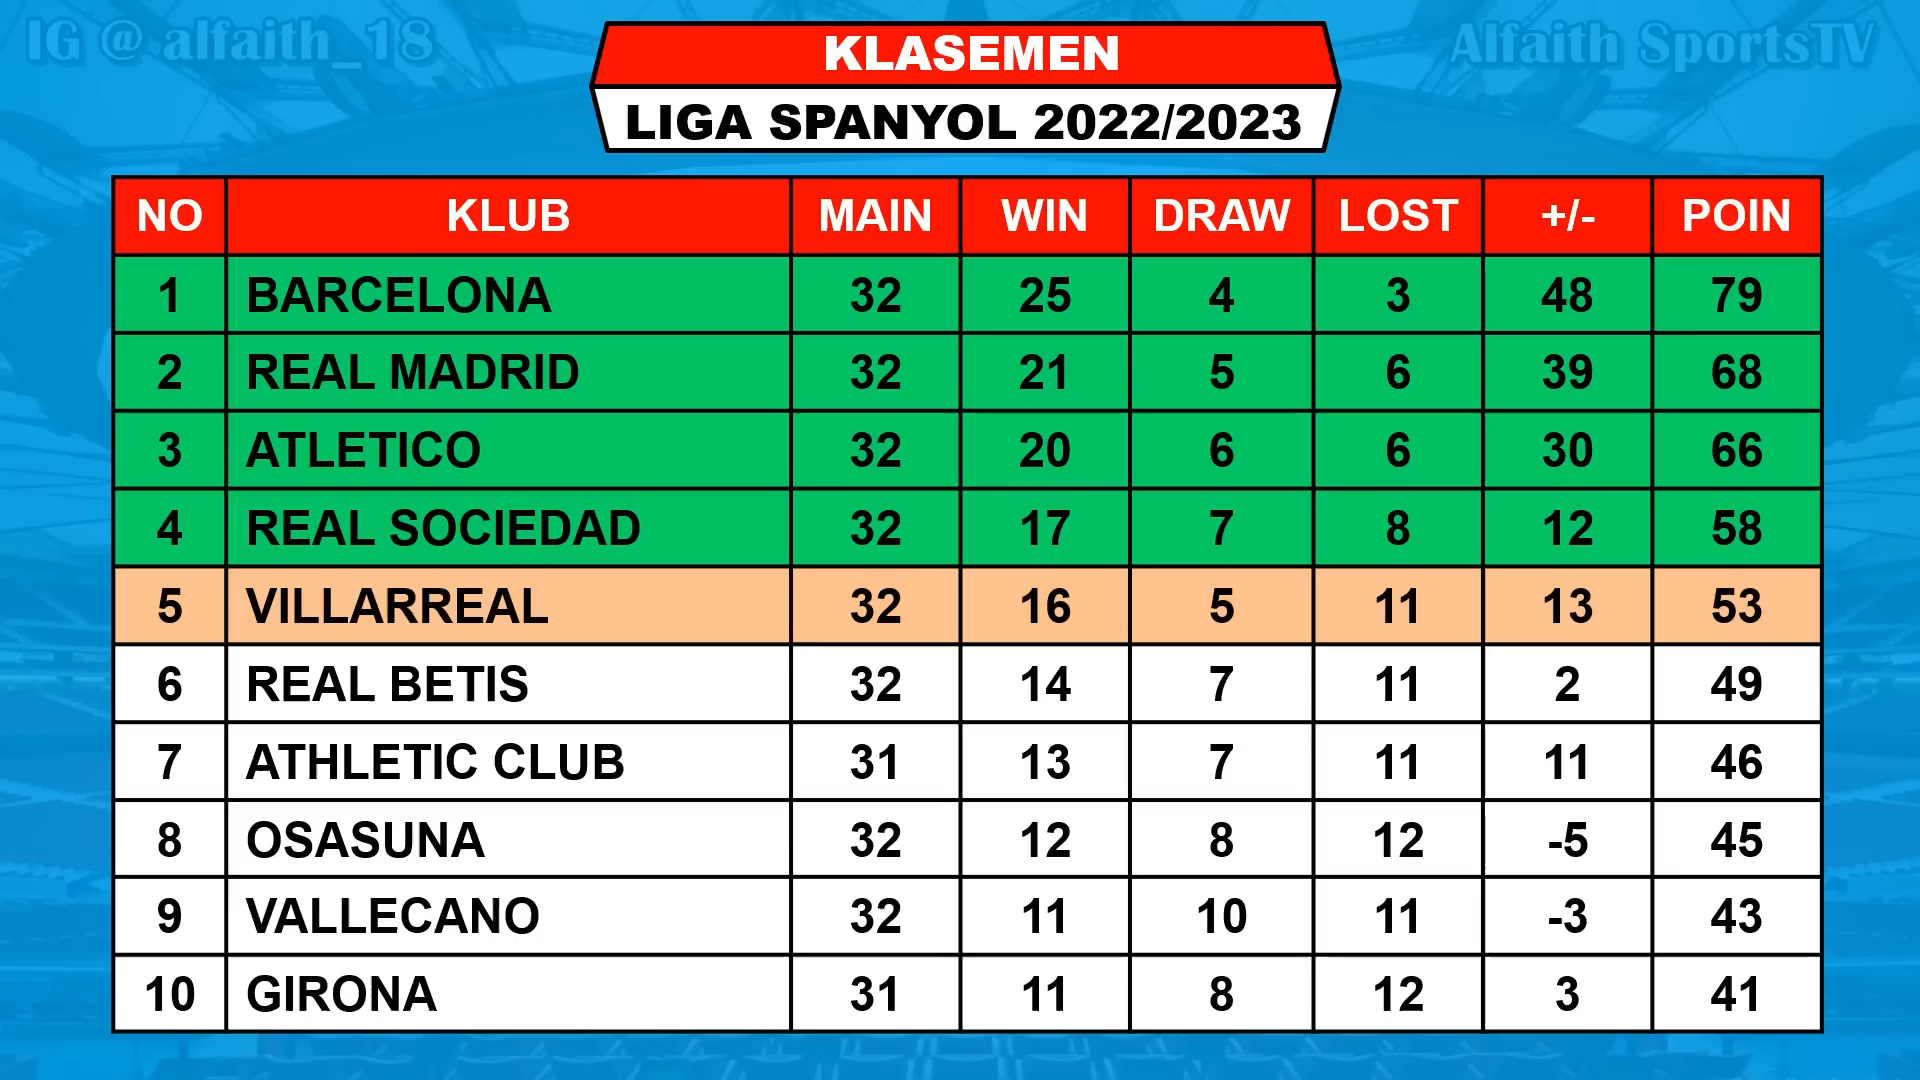 IG @ alfaith_18
Alfaith SportsTV
KLASEMEN
LIGA SPANYOL 2022/2023
NO KLUB MAIN WIN DRAW LOST +/- POIN
1 BARCELONA 32 25 4 3 48 79
2 REAL MADRID 32 21 5 6 39 68
3 ATLETICO 32 20 6 6 30 66
4 REAL SOCIEDAD 32 17 7 8 12 58
5 VILLARREAL 32 16 5 11 13 53
6 REAL BETIS 32 14 7 11 2 49
7 ATHLETIC CLUB 31 13 7 11 11 46
8 OSASUNA 32 12 8 12 -5 45
9 VALLECANO 32 11 10 11 -3 43
10 GIRONA 31 11 8 12 3 41